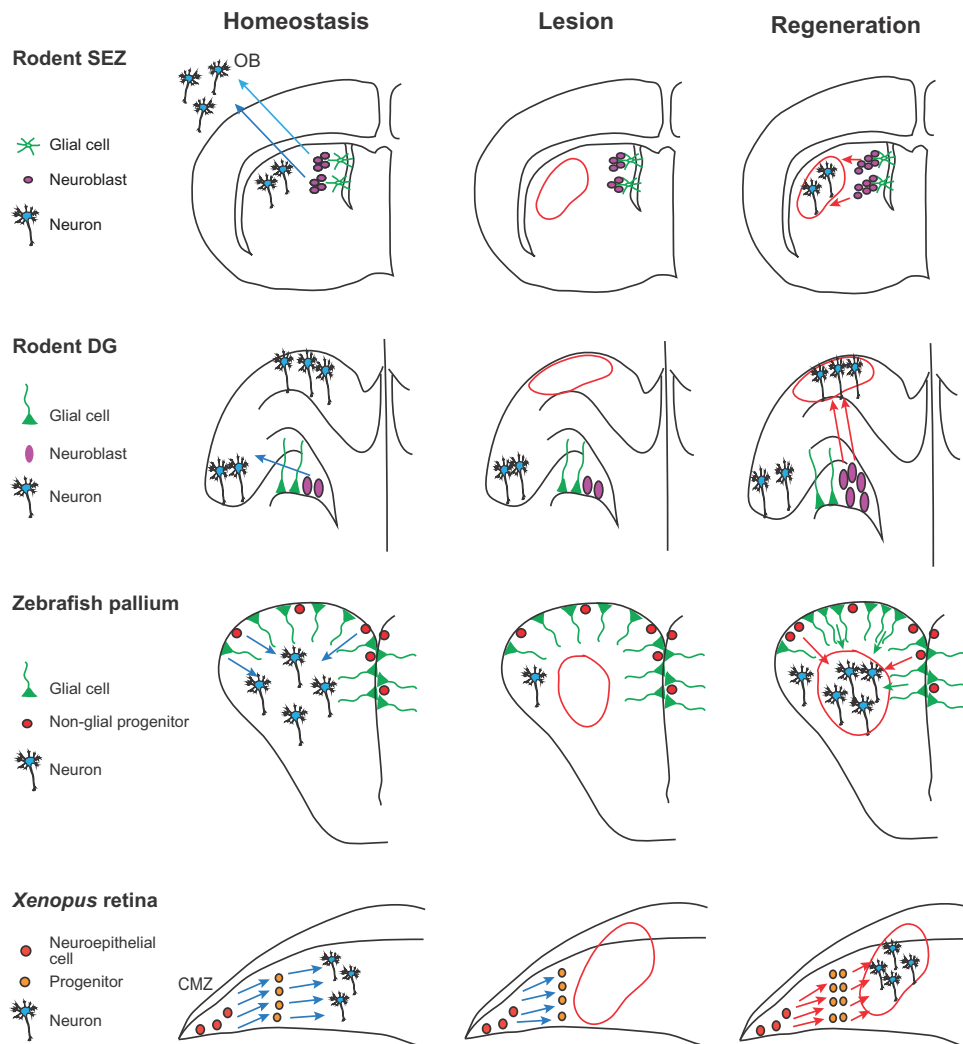 Homeostasis
Lesion
Regeneration
Rodent SEZ
OB
Glial cell
Neuroblast
Neuron
Rodent DG
Glial cell
Neuroblast
Neuron
Zebrafish pallium
Glial cell
Non-glial progenitor
Neuron
Xenopus retina
Neuroepithelial
cell
CMZ
Progenitor
Neuron